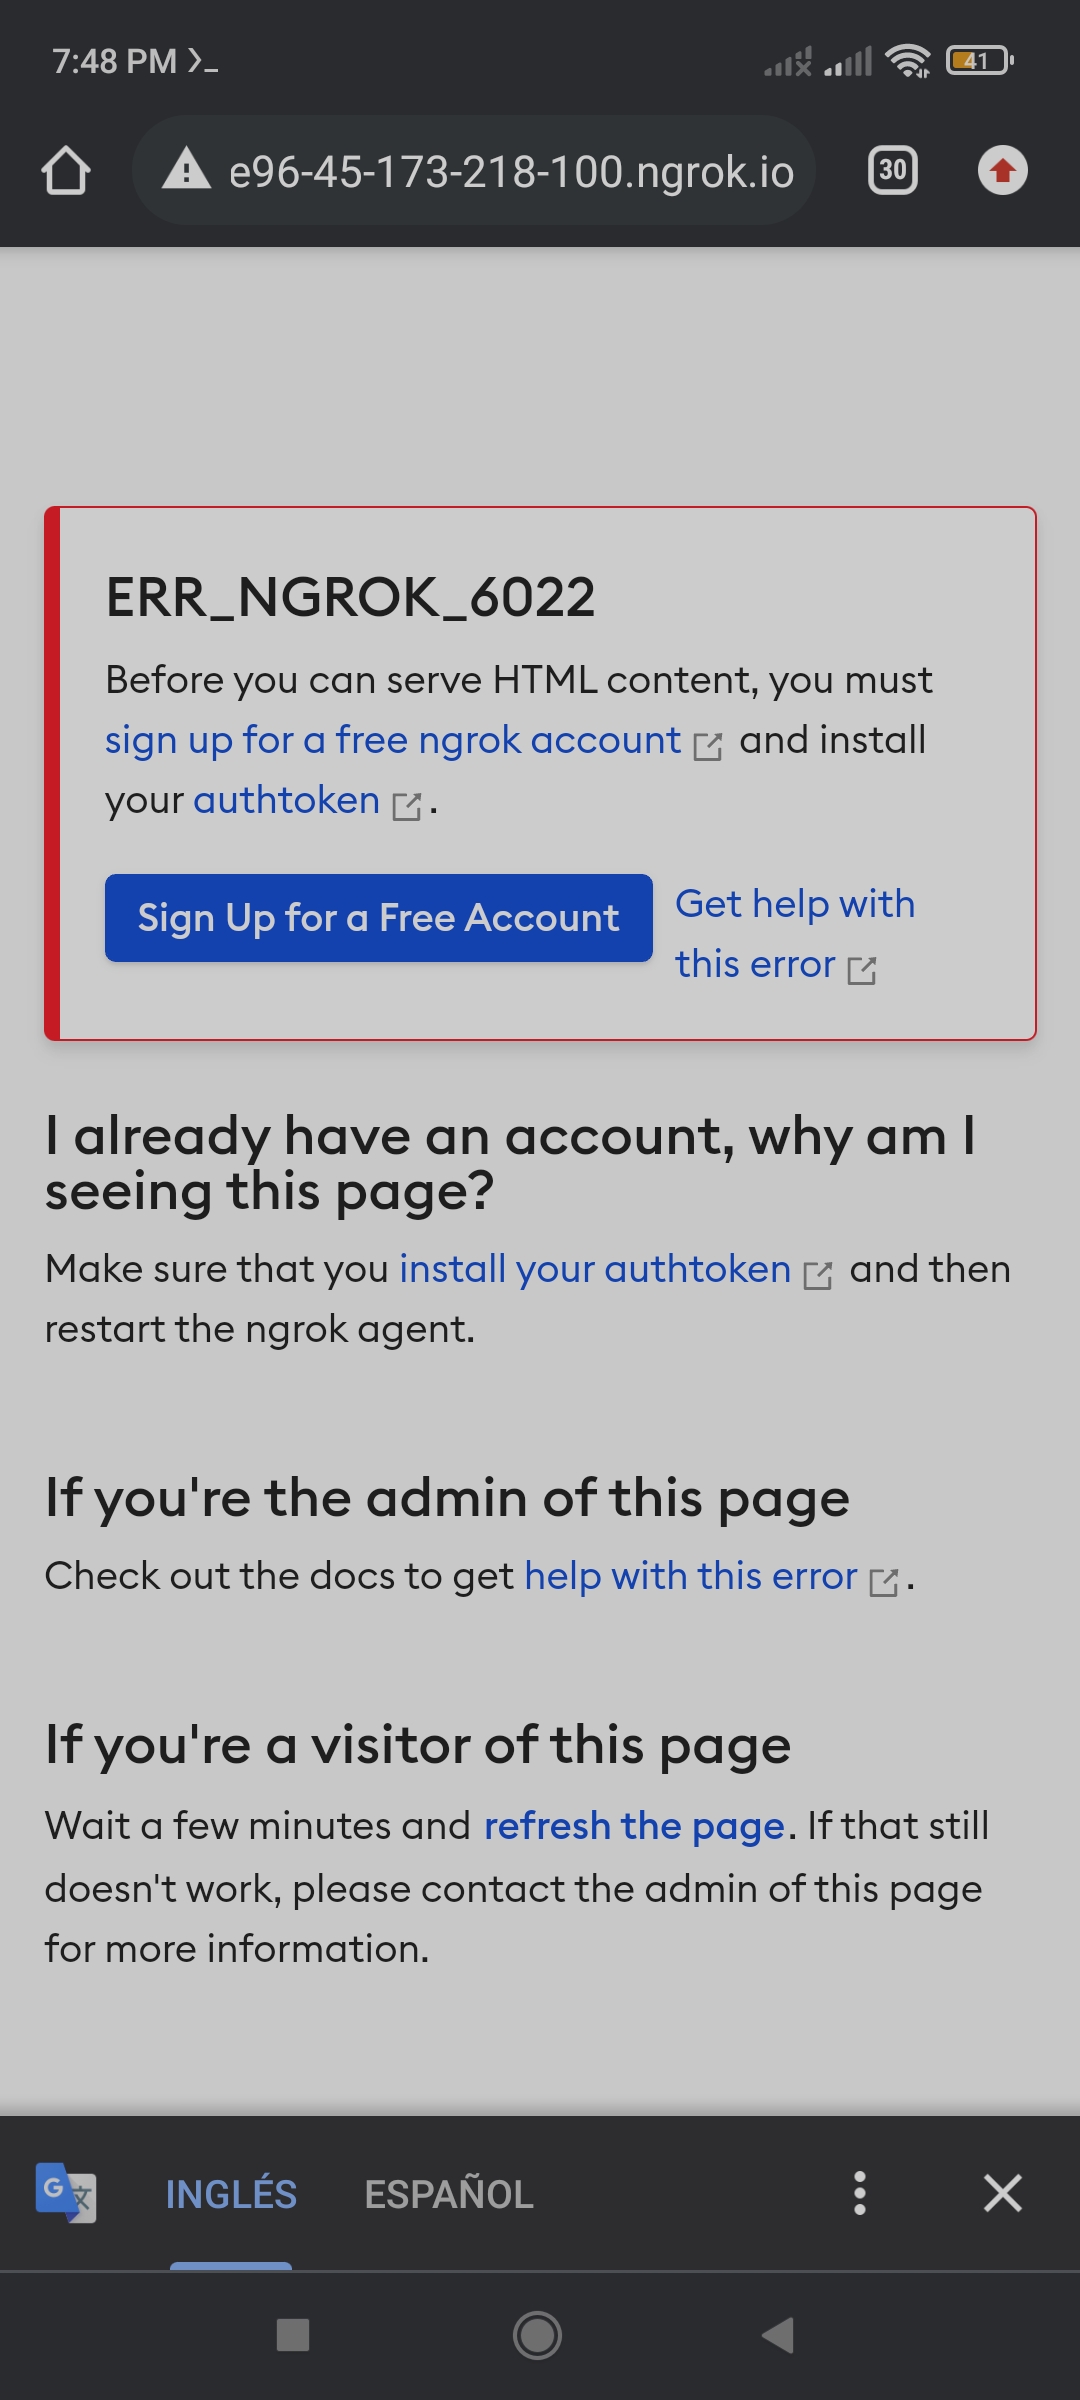 7:48 PM
41
e96-45-173-218-100.ngrok.io
30
ERR_NGROK_6022
Before you can serve HTML content, you must
sign up for a free ngrok account and install
your authtoken .
Sign Up for a Free Account
Get help with
this error
I already have an account, why am I
seeing this page?
Make sure that you install your authtoken and then
restart the ngrok agent.
If you're the admin of this page
Check out the docs to get help with this error .
If you're a visitor of this page
Wait a few minutes and refresh the page. If that still
doesn't work, please contact the admin of this page
for more information.
G 文
INGLÉS
ESPAÑOL